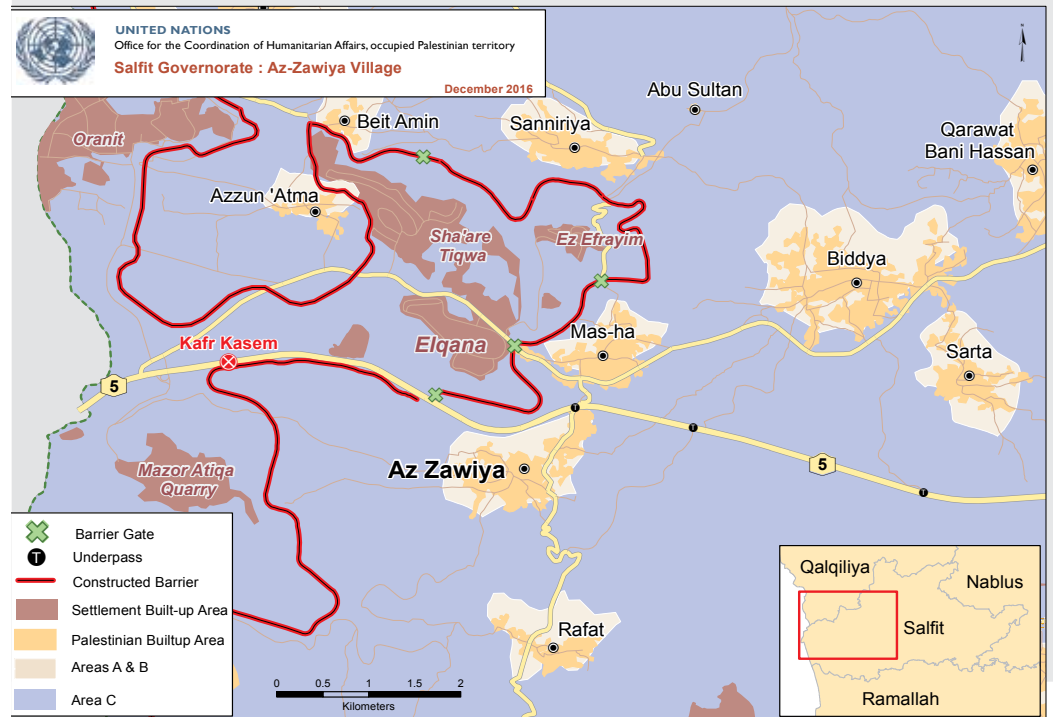 UNITED NATIONS
Office for the Coordination of Humanitarian Affairs, occupied Palestinian territory
Salfit Governorate : Az-Zawiya Village
December 2016
Oranit
Beit Amin
Sanniriya
Abu Sultan
Qarawat
Bani Hassan
Azzun 'Atma
Sha'are
Tiqwa
Ez Efrayim
Biddya
Kafr Kasem
Elqana
Mas-ha
Sarta
5
T
T
Az Zawiya
5
T
Mazor Atiqa
Quarry
Rafat
Barrier Gate
T
Underpass
Constructed Barrier
Settlement Built-up Area
Palestinian Builtup Area
Areas A & B
Area C
0 0.5 1 1.5 2
Kilometers
Qalqiliya
Nablus
Salfit
Ramallah